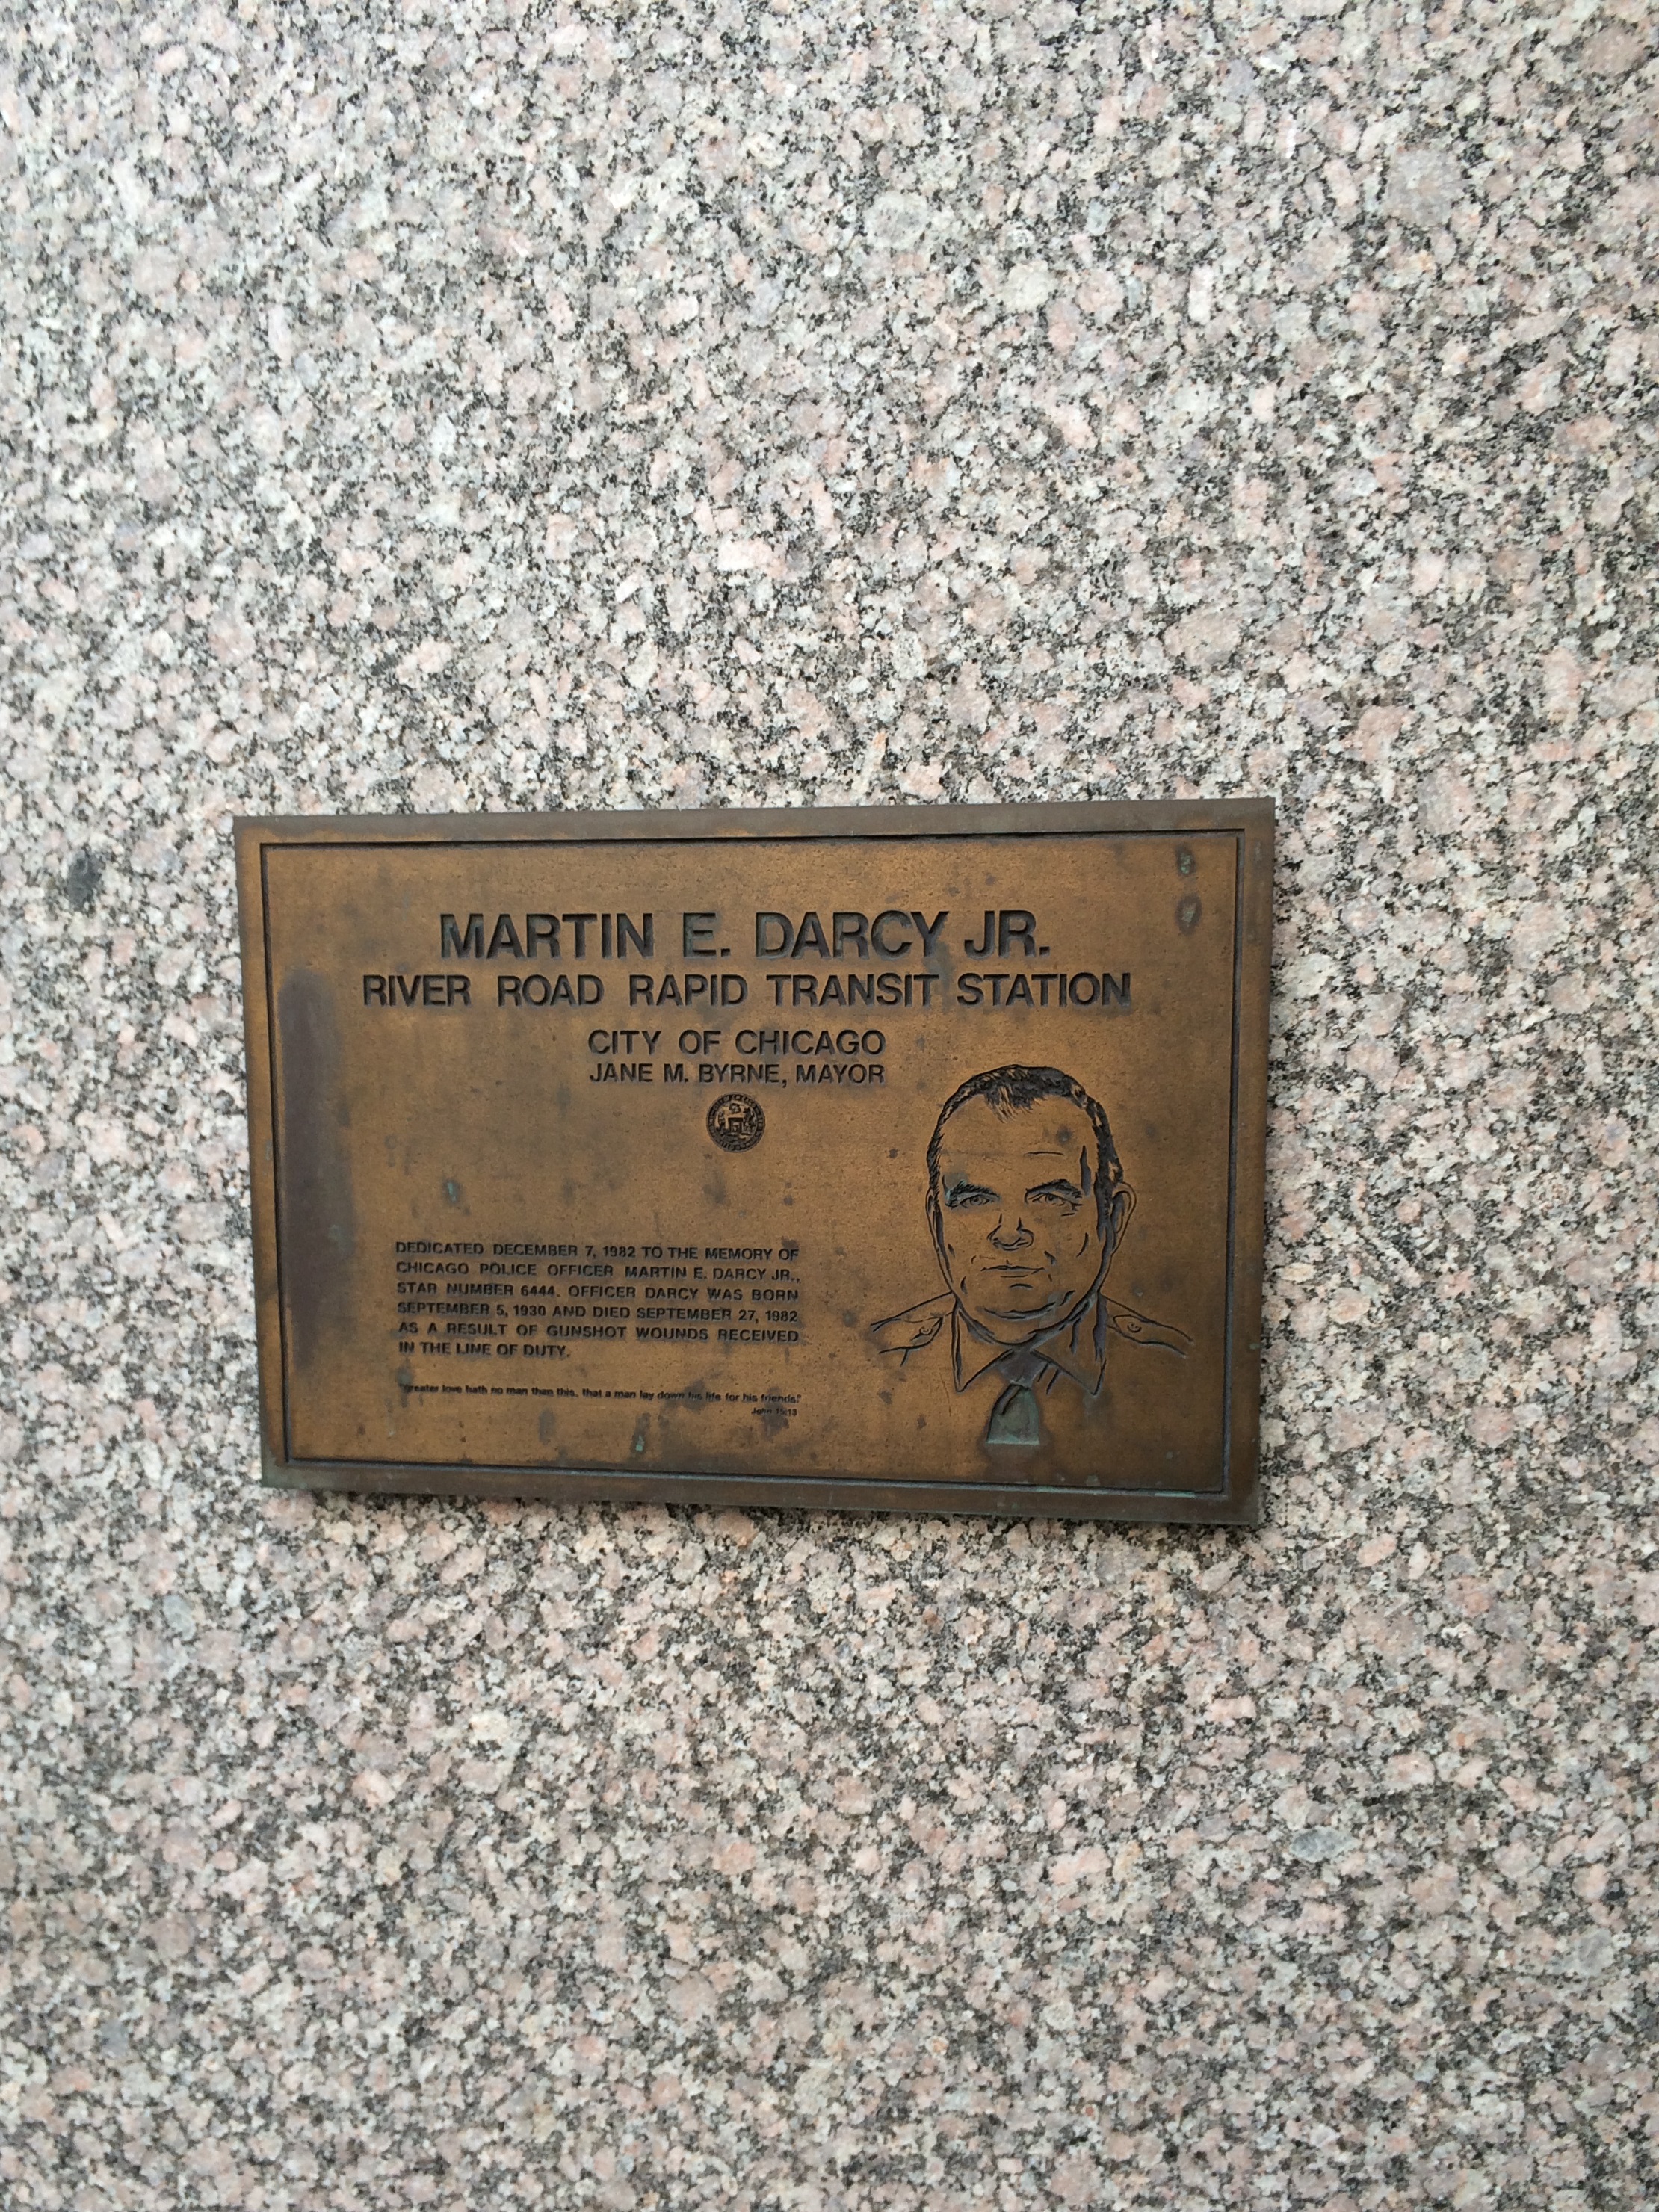 MARTIN E. DARCY JR.
RIVER ROAD RAPID TRANSIT STATION
CITY OF CHICAGO
JANE M. BYRNE, MAYOR
DEDICATED DECEMBER 7, 1982 TO THE MEMORY OF
CHICAGO POLICE OFFICER MARTIN E. DARCY JR.,
STAR NUMBER 6444. OFFICER DARCY WAS BORN
SEPTEMBER 5, 1930 AND DIED SEPTEMBER 27, 1982
AS A RESULT OF GUNSHOT WOUNDS RECEIVED
IN THE LINE OF DUTY.
"greater love hath no man than this, that a man lay down his life for his friends."
John 15:13